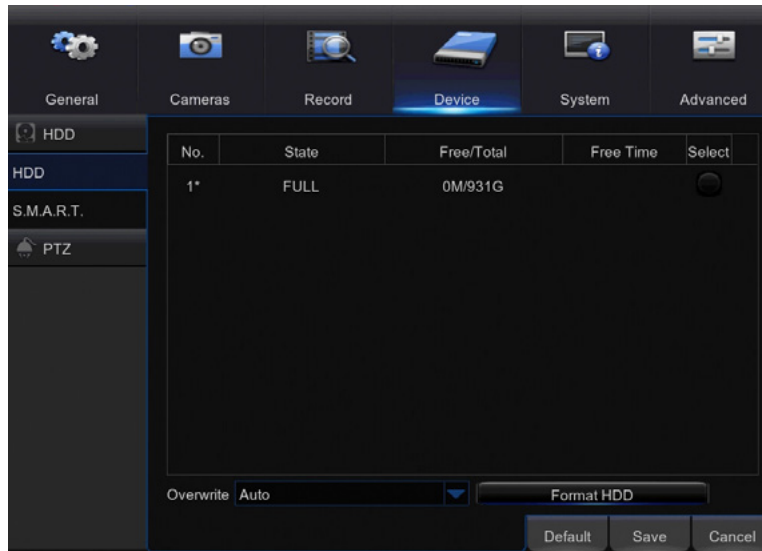 General Cameras Record Device System Advanced
HDD
No. State Free/Total Free Time Select
HDD
1* FULL 0M/931G
S.M.A.R.T.
PTZ
Overwrite Auto Format HDD
Default Save Cancel